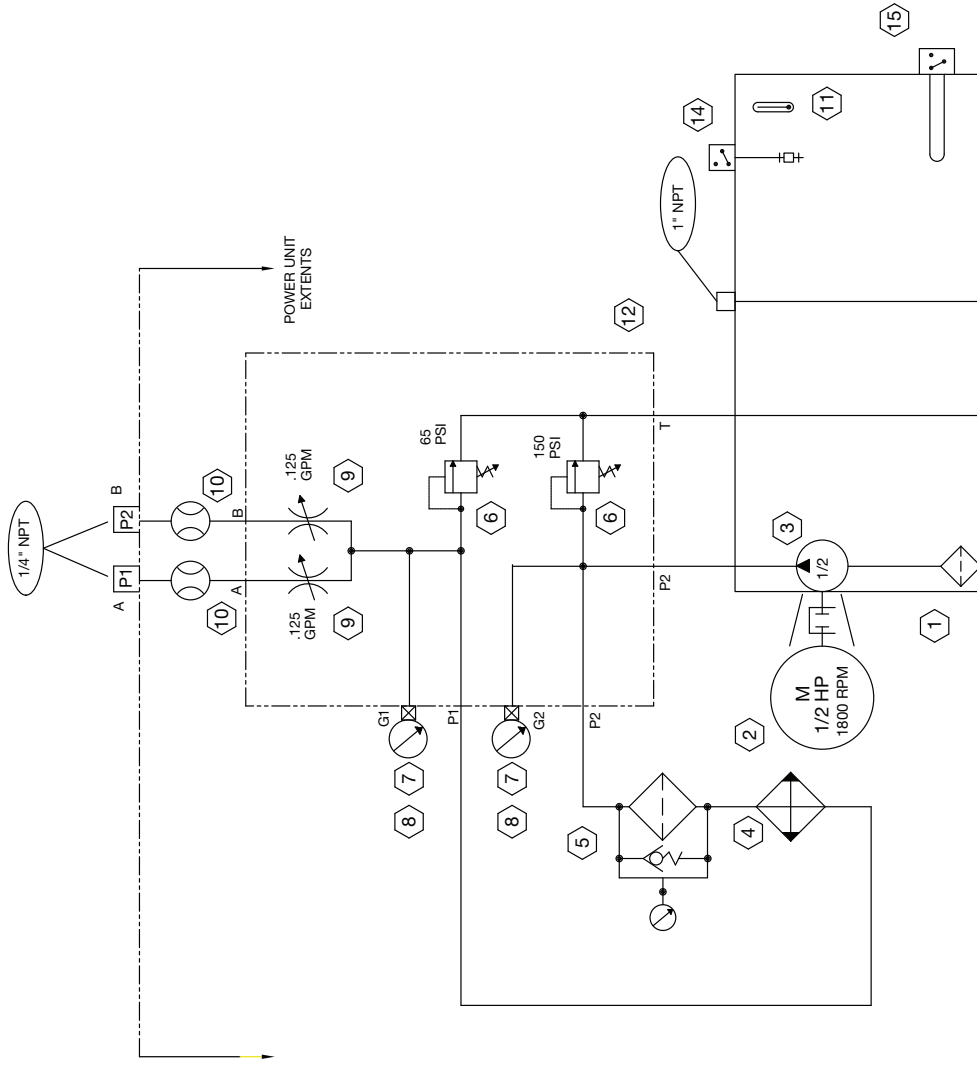 1/4" NPT
A
P1
P2
B
10
10
A
B
.125
GPM
.125
GPM
9
9
POWER UNIT
EXTENTS
12
65
PSI
6
150
PSI
6
G1
P1
G2
P2
P2
T
7
8
7
8
5
4
2
M
1/2 HP
1800 RPM
1/2
3
1
1" NPT
14
11
15